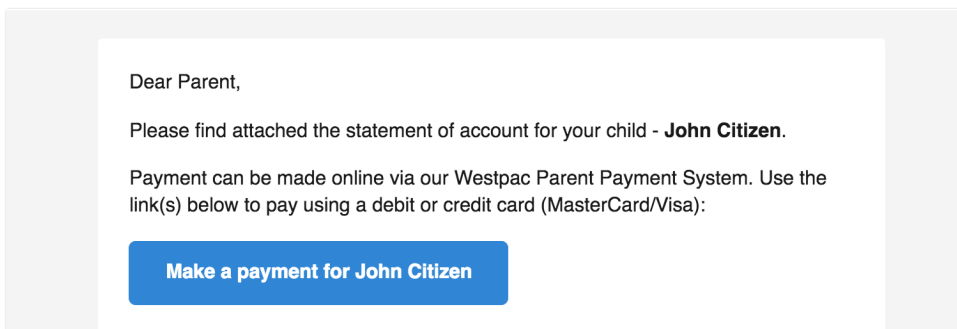 Dear Parent,
Please find attached the statement of account for your child - John Citizen.
Payment can be made online via our Westpac Parent Payment System. Use the
link(s) below to pay using a debit or credit card (MasterCard/Visa):
Make a payment for John Citizen